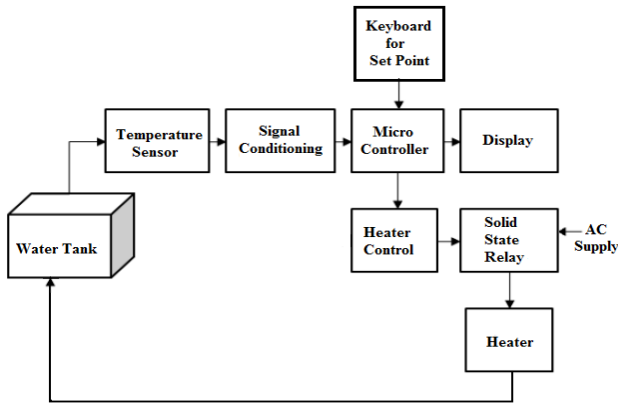 Keyboard
for
Set Point
Temperature
Sensor
Signal
Conditioning
Micro
Controller
Display
Water Tank
Heater
Control
Solid
State
Relay
AC
Supply
Heater